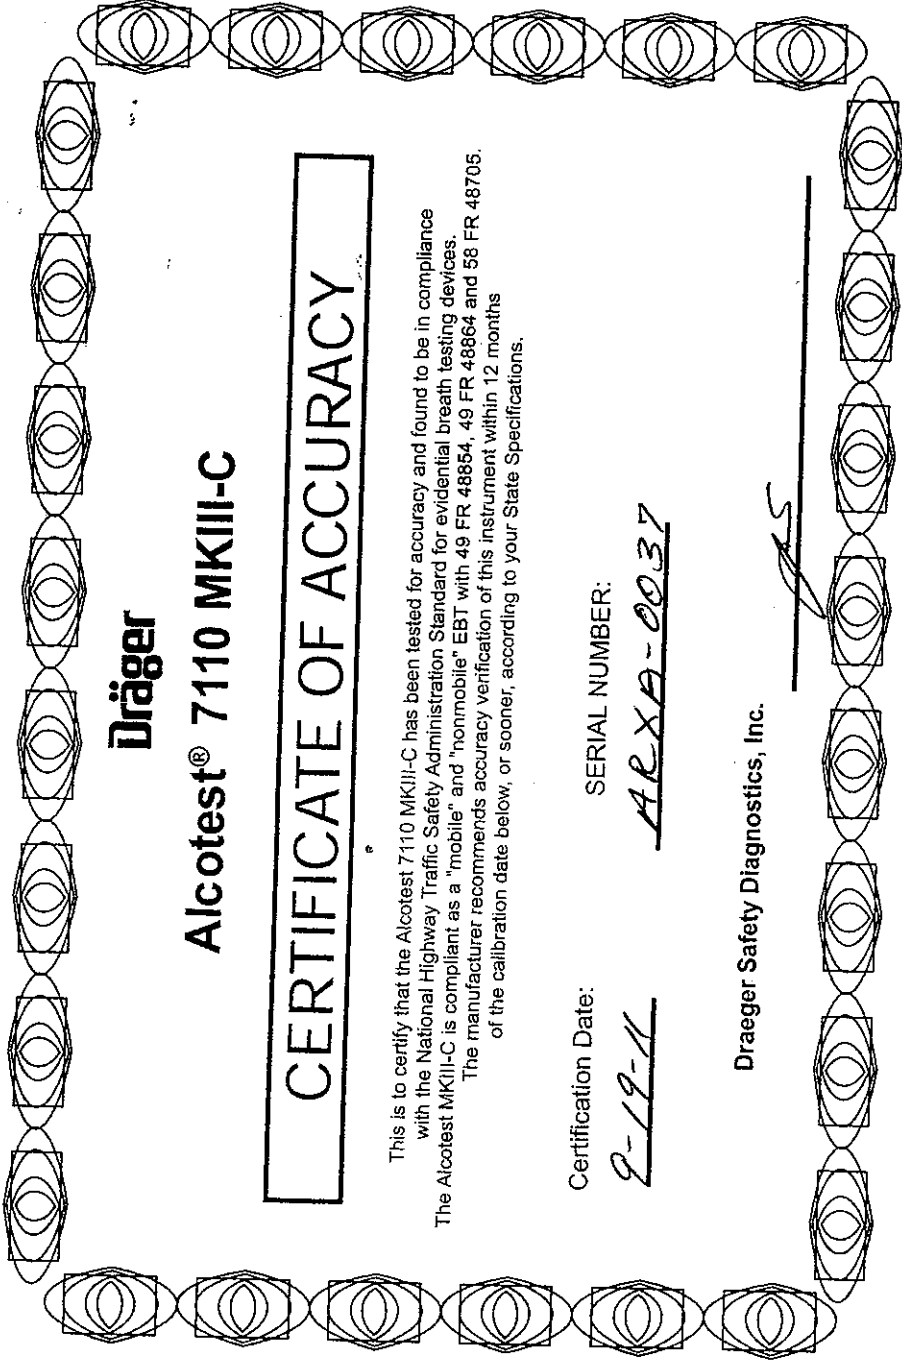 Dräger
Alcotest® 7110 MKIII-C
CERTIFICATE OF ACCURACY
This is to certify that the Alcotest 7110 MKIII-C has been tested for accuracy and found to be in compliance
with the National Highway Traffic Safety Administration Standard for evidential breath testing devices.
The Alcotest MKIII-C is compliant as a "mobile" and "nonmobile" EBT with 49 FR 48854, 49 FR 48864 and 58 FR 48705.
The manufacturer recommends accuracy verification of this instrument within 12 months
of the calibration date below, or sooner, according to your State Specifications.
Certification Date:
9-19-11
SERIAL NUMBER:
ARXA-0037
Draeger Safety Diagnostics, Inc.